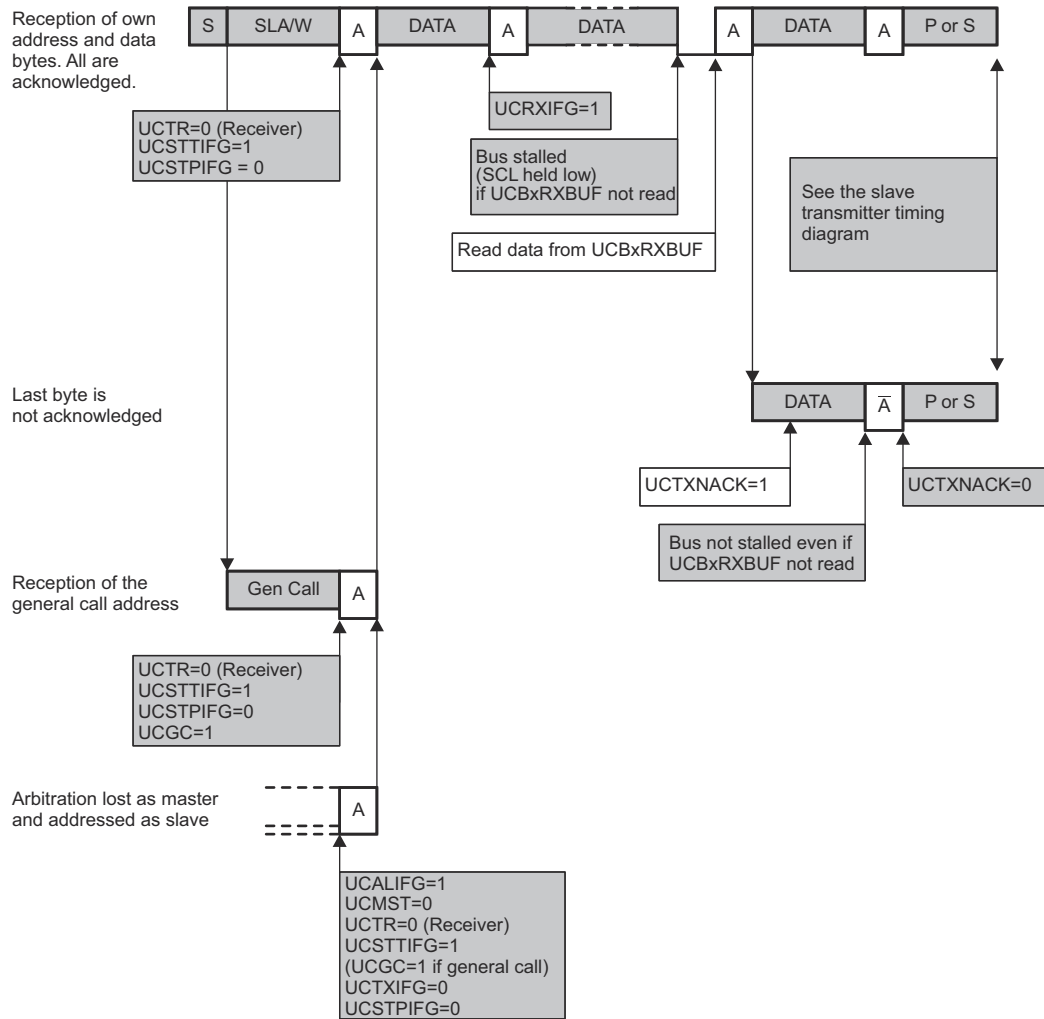 Reception of own
address and data
bytes. All are
acknowledged.
S SLA/W A DATA A DATA A DATA A P or S
UCTR=0 (Receiver)
UCSTTIFG=1
UCSTPIFG = 0
UCRXIFG=1
Bus stalled
(SCL held low)
if UCBxRXBUF not read
Read data from UCBxRXBUF
See the slave
transmitter timing
diagram
Last byte is
not acknowledged
DATA A̅ P or S
UCTXNACK=1
UCTXNACK=0
Bus not stalled even if
UCBxRXBUF not read
Reception of the
general call address
Gen Call A
UCTR=0 (Receiver)
UCSTTIFG=1
UCSTPIFG=0
UCGC=1
Arbitration lost as master
and addressed as slave
A
UCALIFG=1
UCMST=0
UCTR=0 (Receiver)
UCSTTIFG=1
(UCGC=1 if general call)
UCTXIFG=0
UCSTPIFG=0